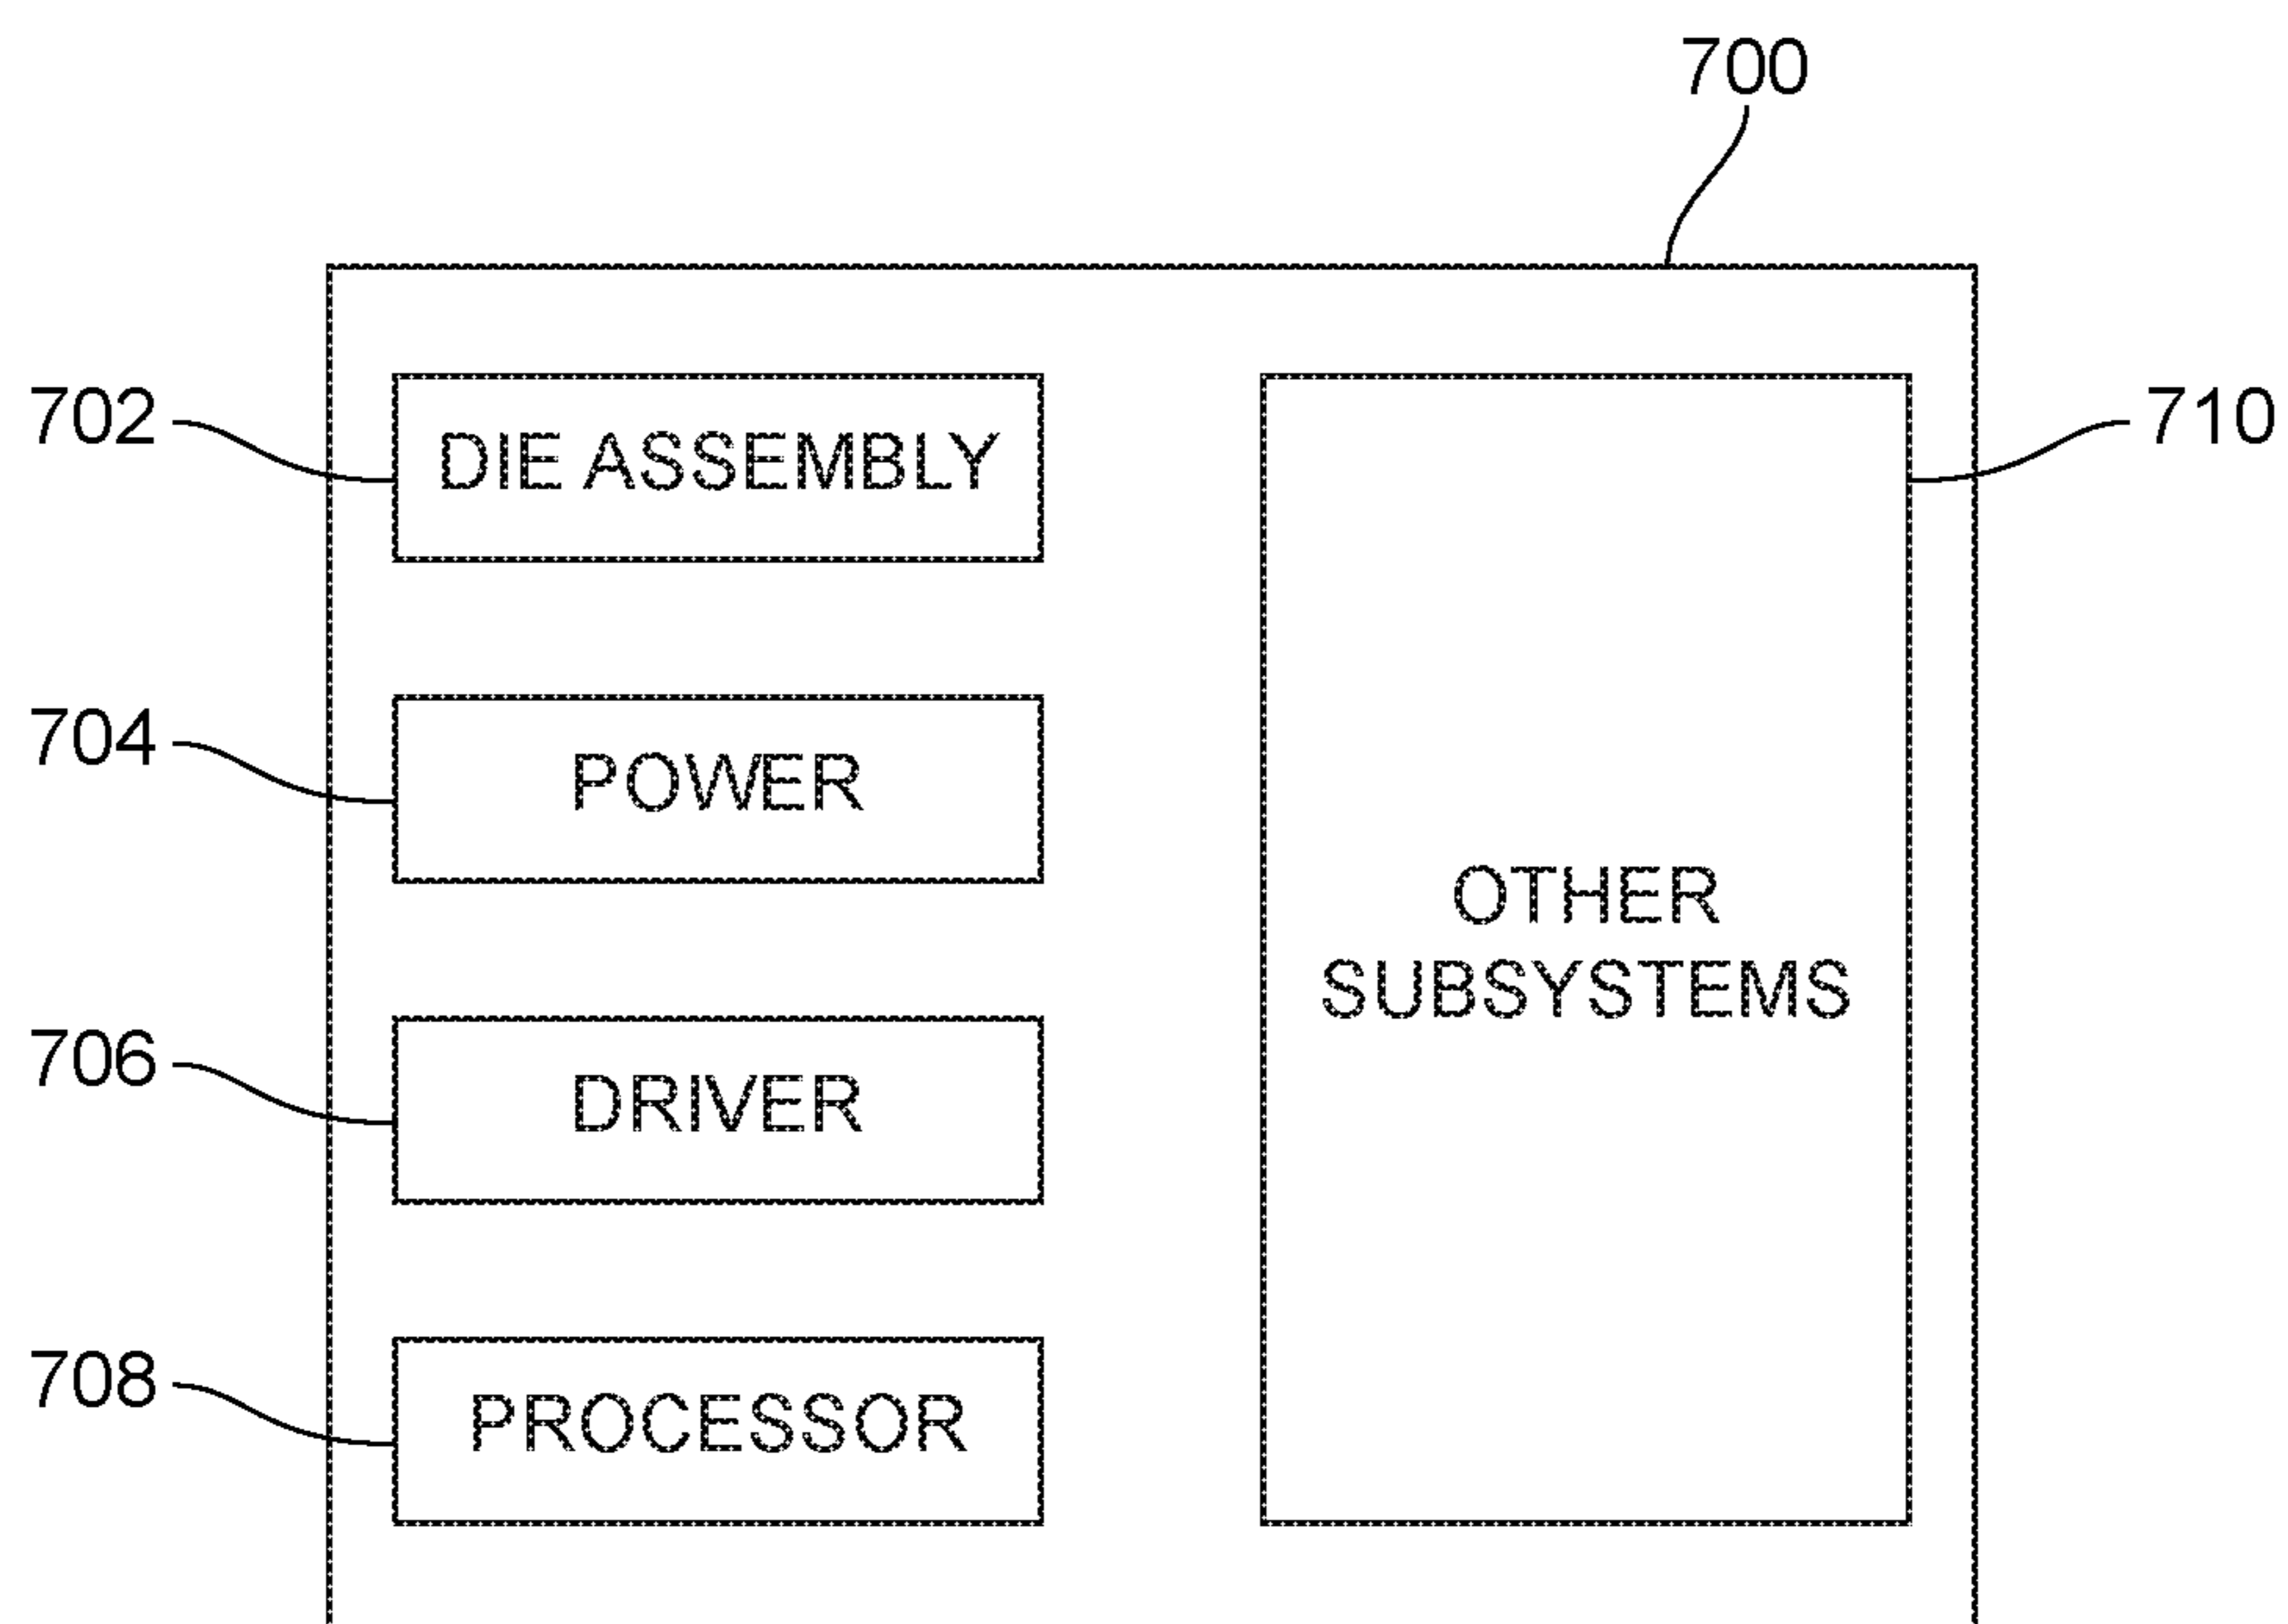 700
702
DIE ASSEMBLY
710
704
POWER
OTHER
SUBSYSTEMS
706
DRIVER
708
PROCESSOR